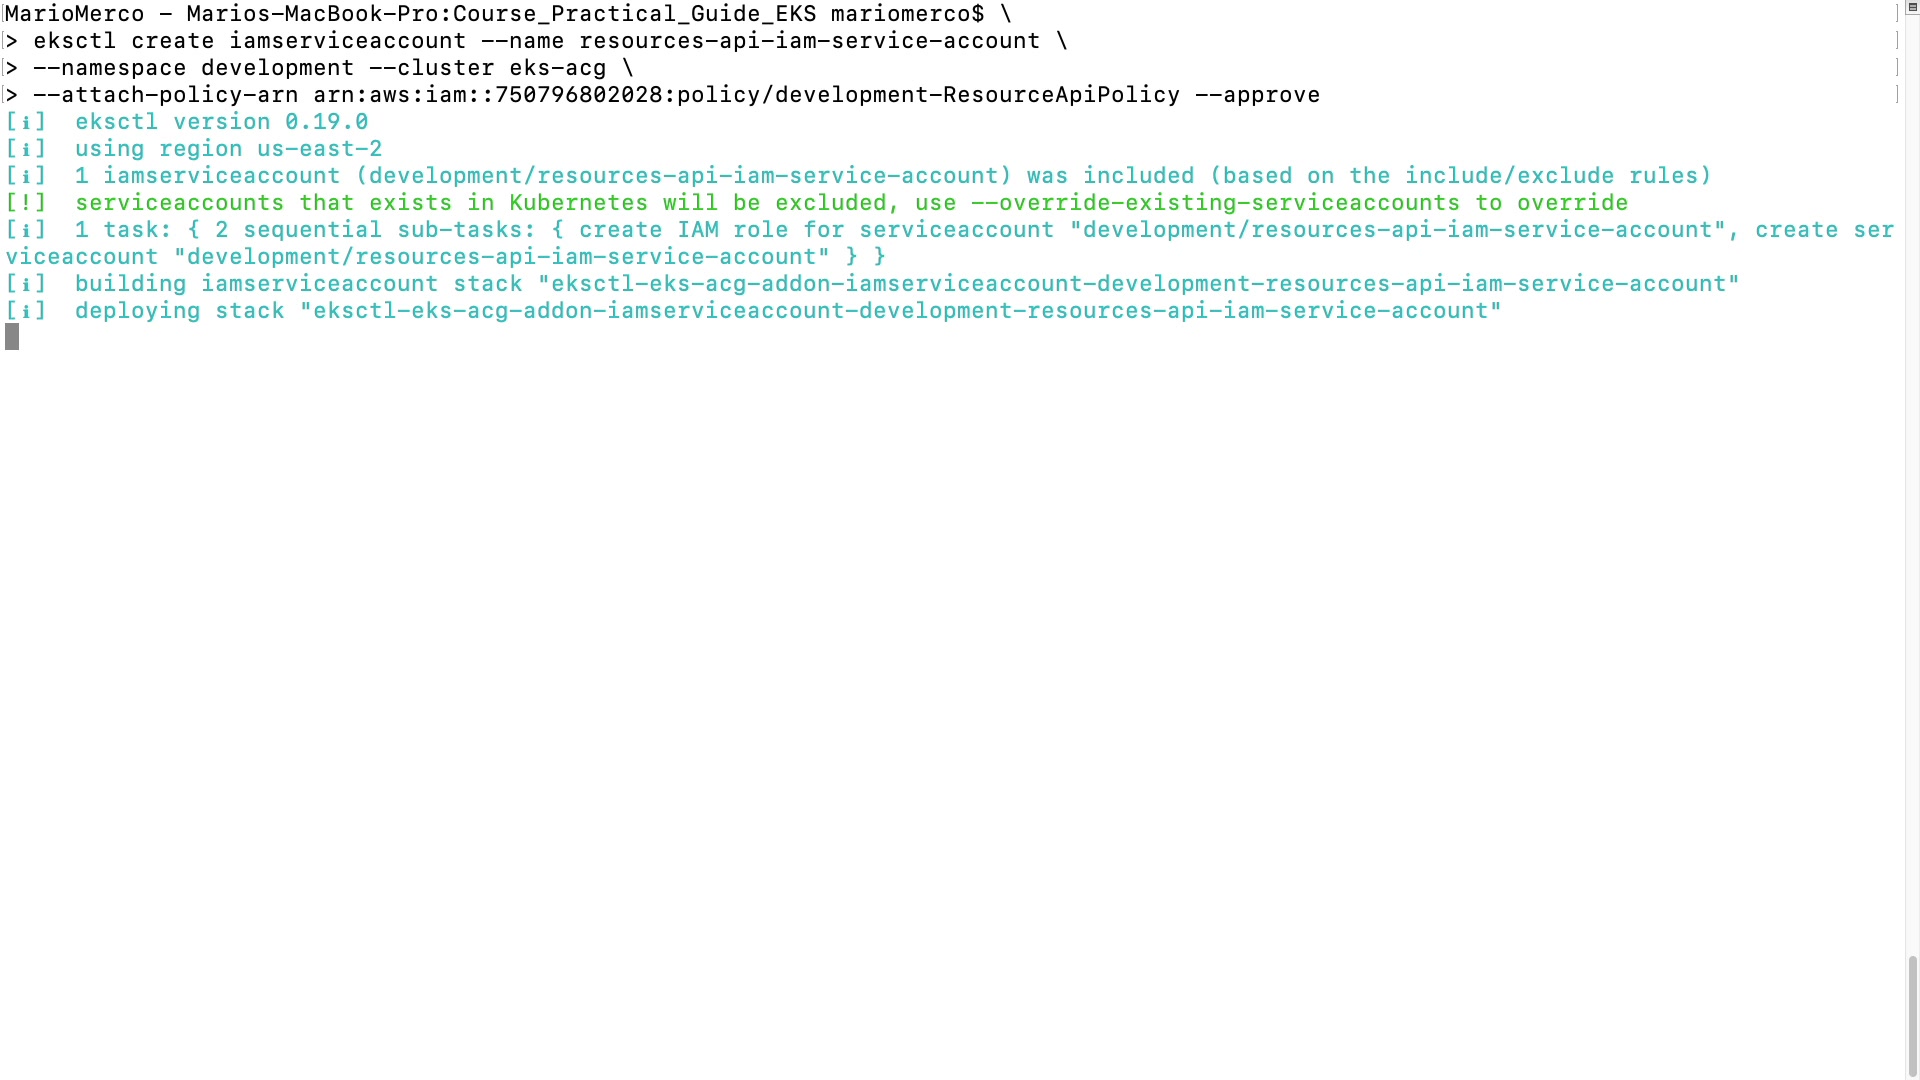 MarioMerco – Marios-MacBook-Pro:Course_Practical_Guide_EKS mariomerco$ \
> eksctl create iamserviceaccount --name resources-api-iam-service-account \
> --namespace development --cluster eks-acg \
> --attach-policy-arn arn:aws:iam::750796802028:policy/development-ResourceApiPolicy --approve
[ℹ]  eksctl version 0.19.0
[ℹ]  using region us-east-2
[ℹ]  1 iamserviceaccount (development/resources-api-iam-service-account) was included (based on the include/exclude rules)
[!]  serviceaccounts that exists in Kubernetes will be excluded, use --override-existing-serviceaccounts to override
[ℹ]  1 task: { 2 sequential sub-tasks: { create IAM role for serviceaccount "development/resources-api-iam-service-account", create ser
viceaccount "development/resources-api-iam-service-account" } }
[ℹ]  building iamserviceaccount stack "eksctl-eks-acg-addon-iamserviceaccount-development-resources-api-iam-service-account"
[ℹ]  deploying stack "eksctl-eks-acg-addon-iamserviceaccount-development-resources-api-iam-service-account"